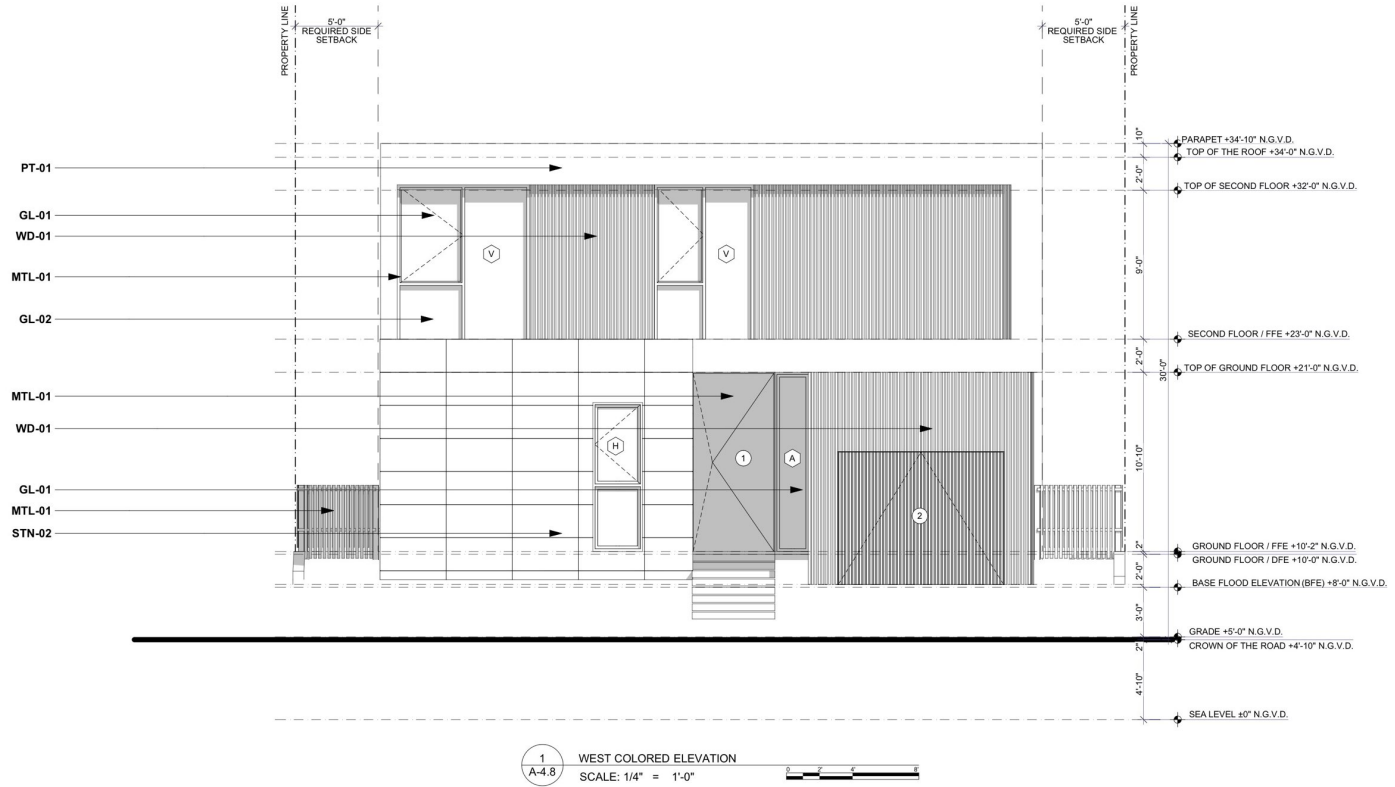 PROPERTY LINE
5'-0"
REQUIRED SIDE
SETBACK
5'-0"
REQUIRED SIDE
SETBACK
PROPERTY LINE
PT-01
GL-01
WD-01
MTL-01
GL-02
MTL-01
WD-01
GL-01
MTL-01
STN-02
V
V
H
1
A
2
10"
2'-0"
9'-0"
2'-0"
30'-0"
10'-10"
2"
2'-0"
3'-0"
2"
4'-10"
PARAPET +34'-10" N.G.V.D.
TOP OF THE ROOF +34'-0" N.G.V.D.
TOP OF SECOND FLOOR +32'-0" N.G.V.D.
SECOND FLOOR / FFE +23'-0" N.G.V.D.
TOP OF GROUND FLOOR +21'-0" N.G.V.D.
GROUND FLOOR / FFE +10'-2" N.G.V.D.
GROUND FLOOR / DFE +10'-0" N.G.V.D.
BASE FLOOD ELEVATION (BFE) +8'-0" N.G.V.D.
GRADE +5'-0" N.G.V.D.
CROWN OF THE ROAD +4'-10" N.G.V.D.
SEA LEVEL ±0" N.G.V.D.
1
A-4.8
WEST COLORED ELEVATION
SCALE: 1/4" = 1'-0"
0 2' 4' 8'